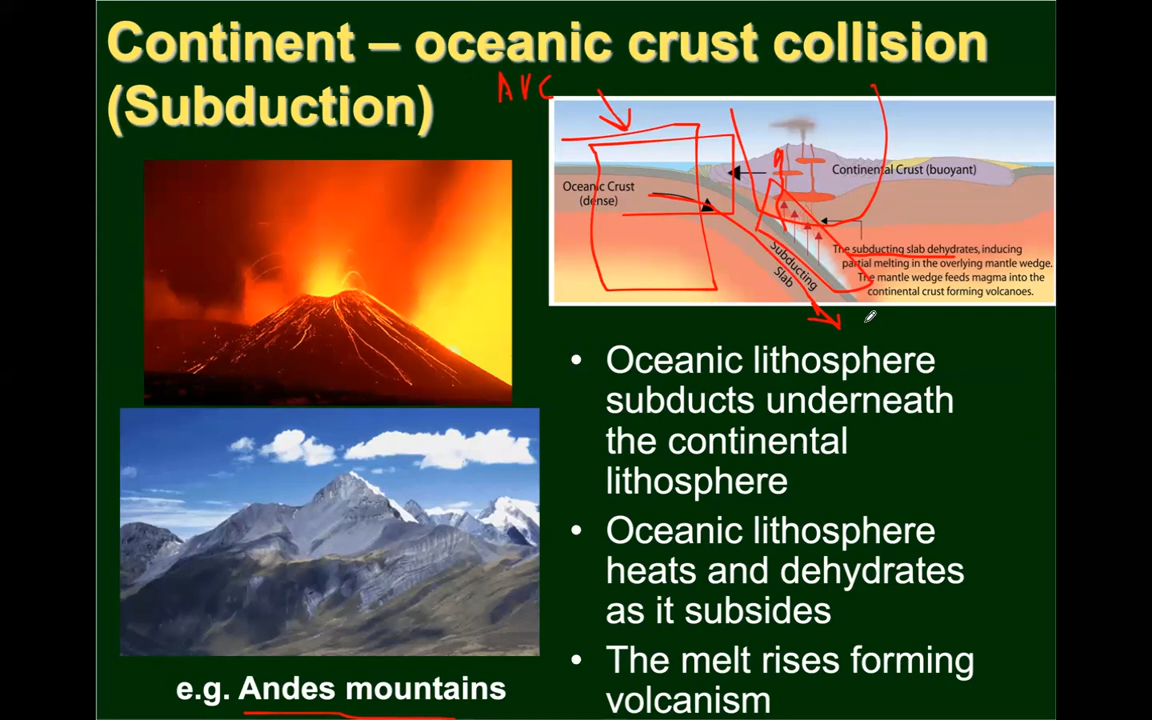 Continent – oceanic crust collision
(Subduction)
AVC
Oceanic Crust
(dense)
Continental Crust (buoyant)
Subducting
Slab
The subducting slab dehydrates, inducing
partial melting in the overlying mantle wedge.
The mantle wedge feeds magma into the
continental crust forming volcanoes.
• Oceanic lithosphere
subducts underneath
the continental
lithosphere
• Oceanic lithosphere
heats and dehydrates
as it subsides
• The melt rises forming
volcanism
e.g. Andes mountains